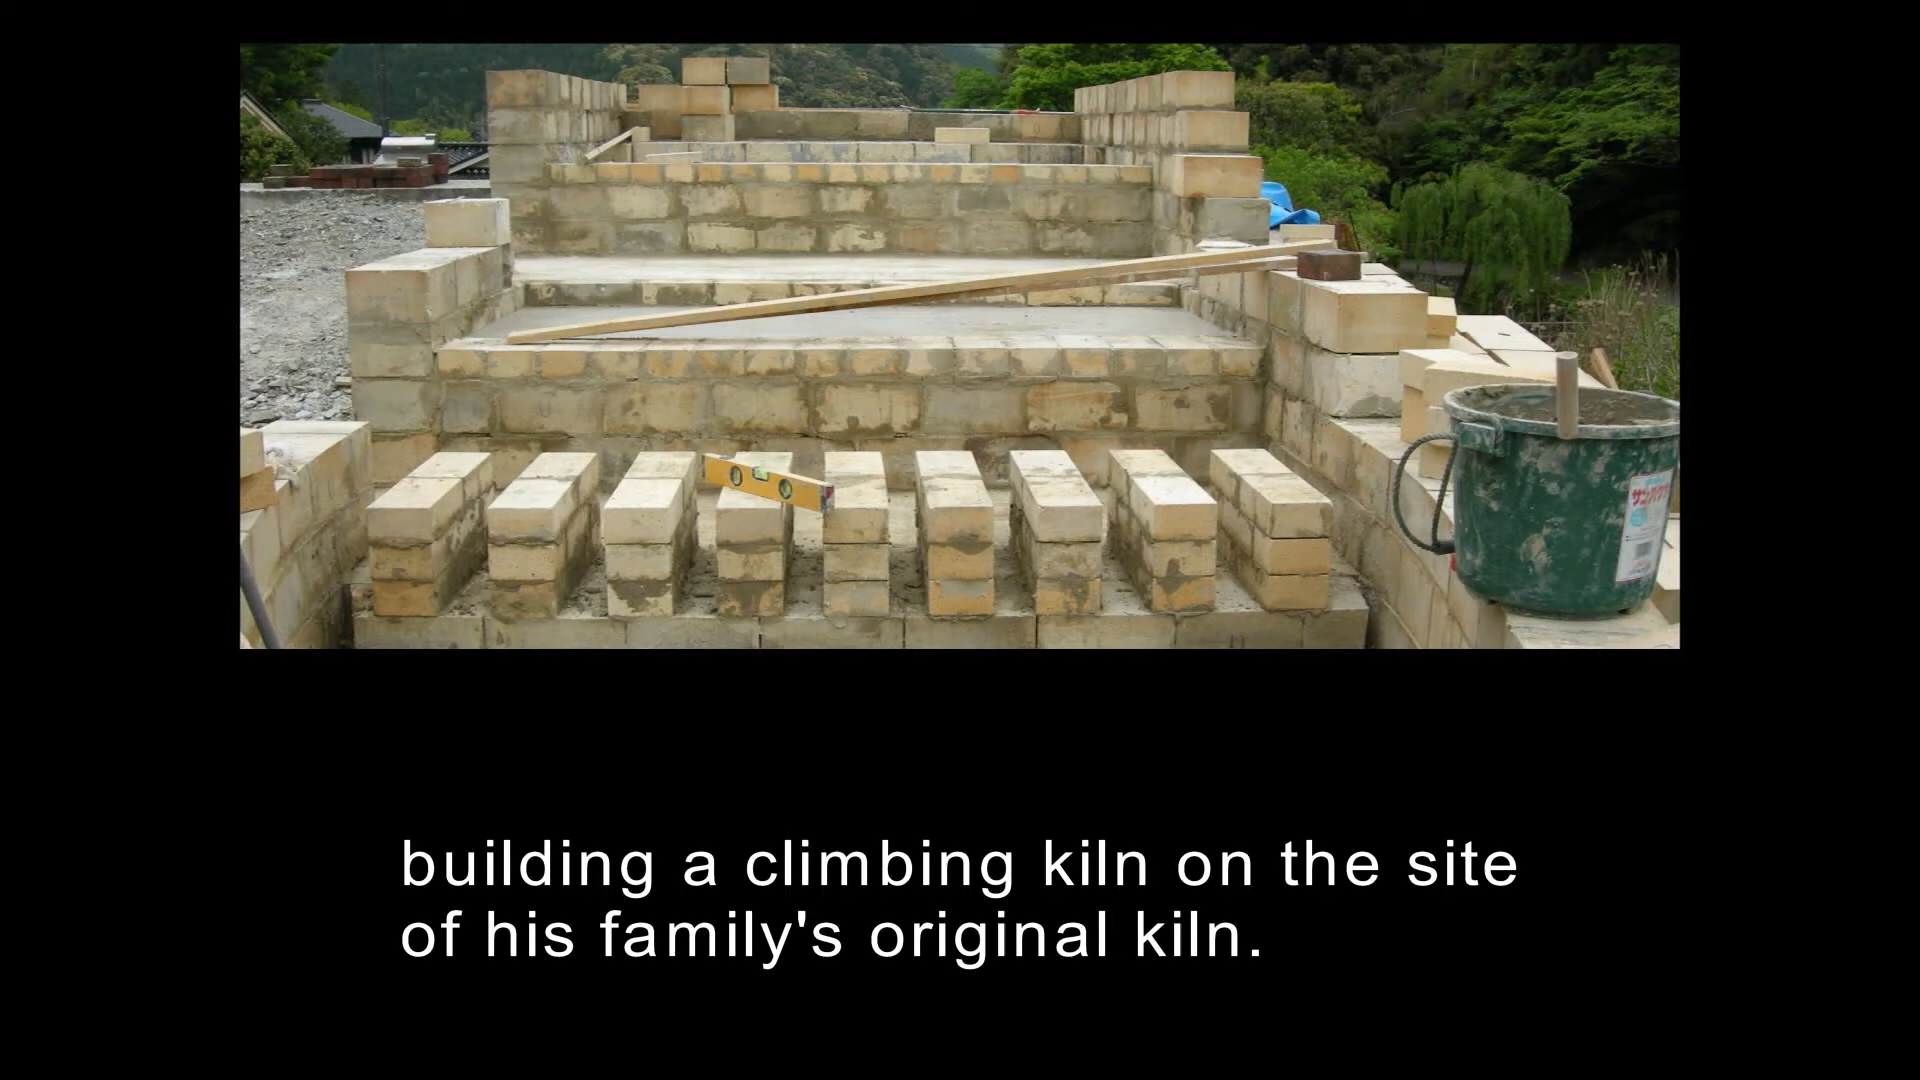 building a climbing kiln on the site
of his family's original kiln.